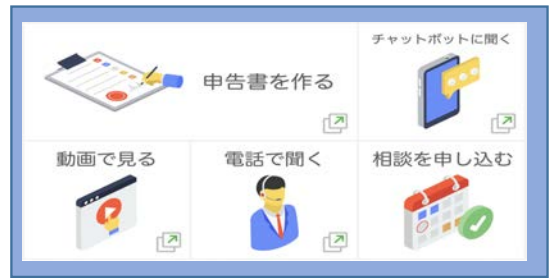 チャットボットに聞く
申告書を作る
動画で見る
電話で聞く
相談を申し込む